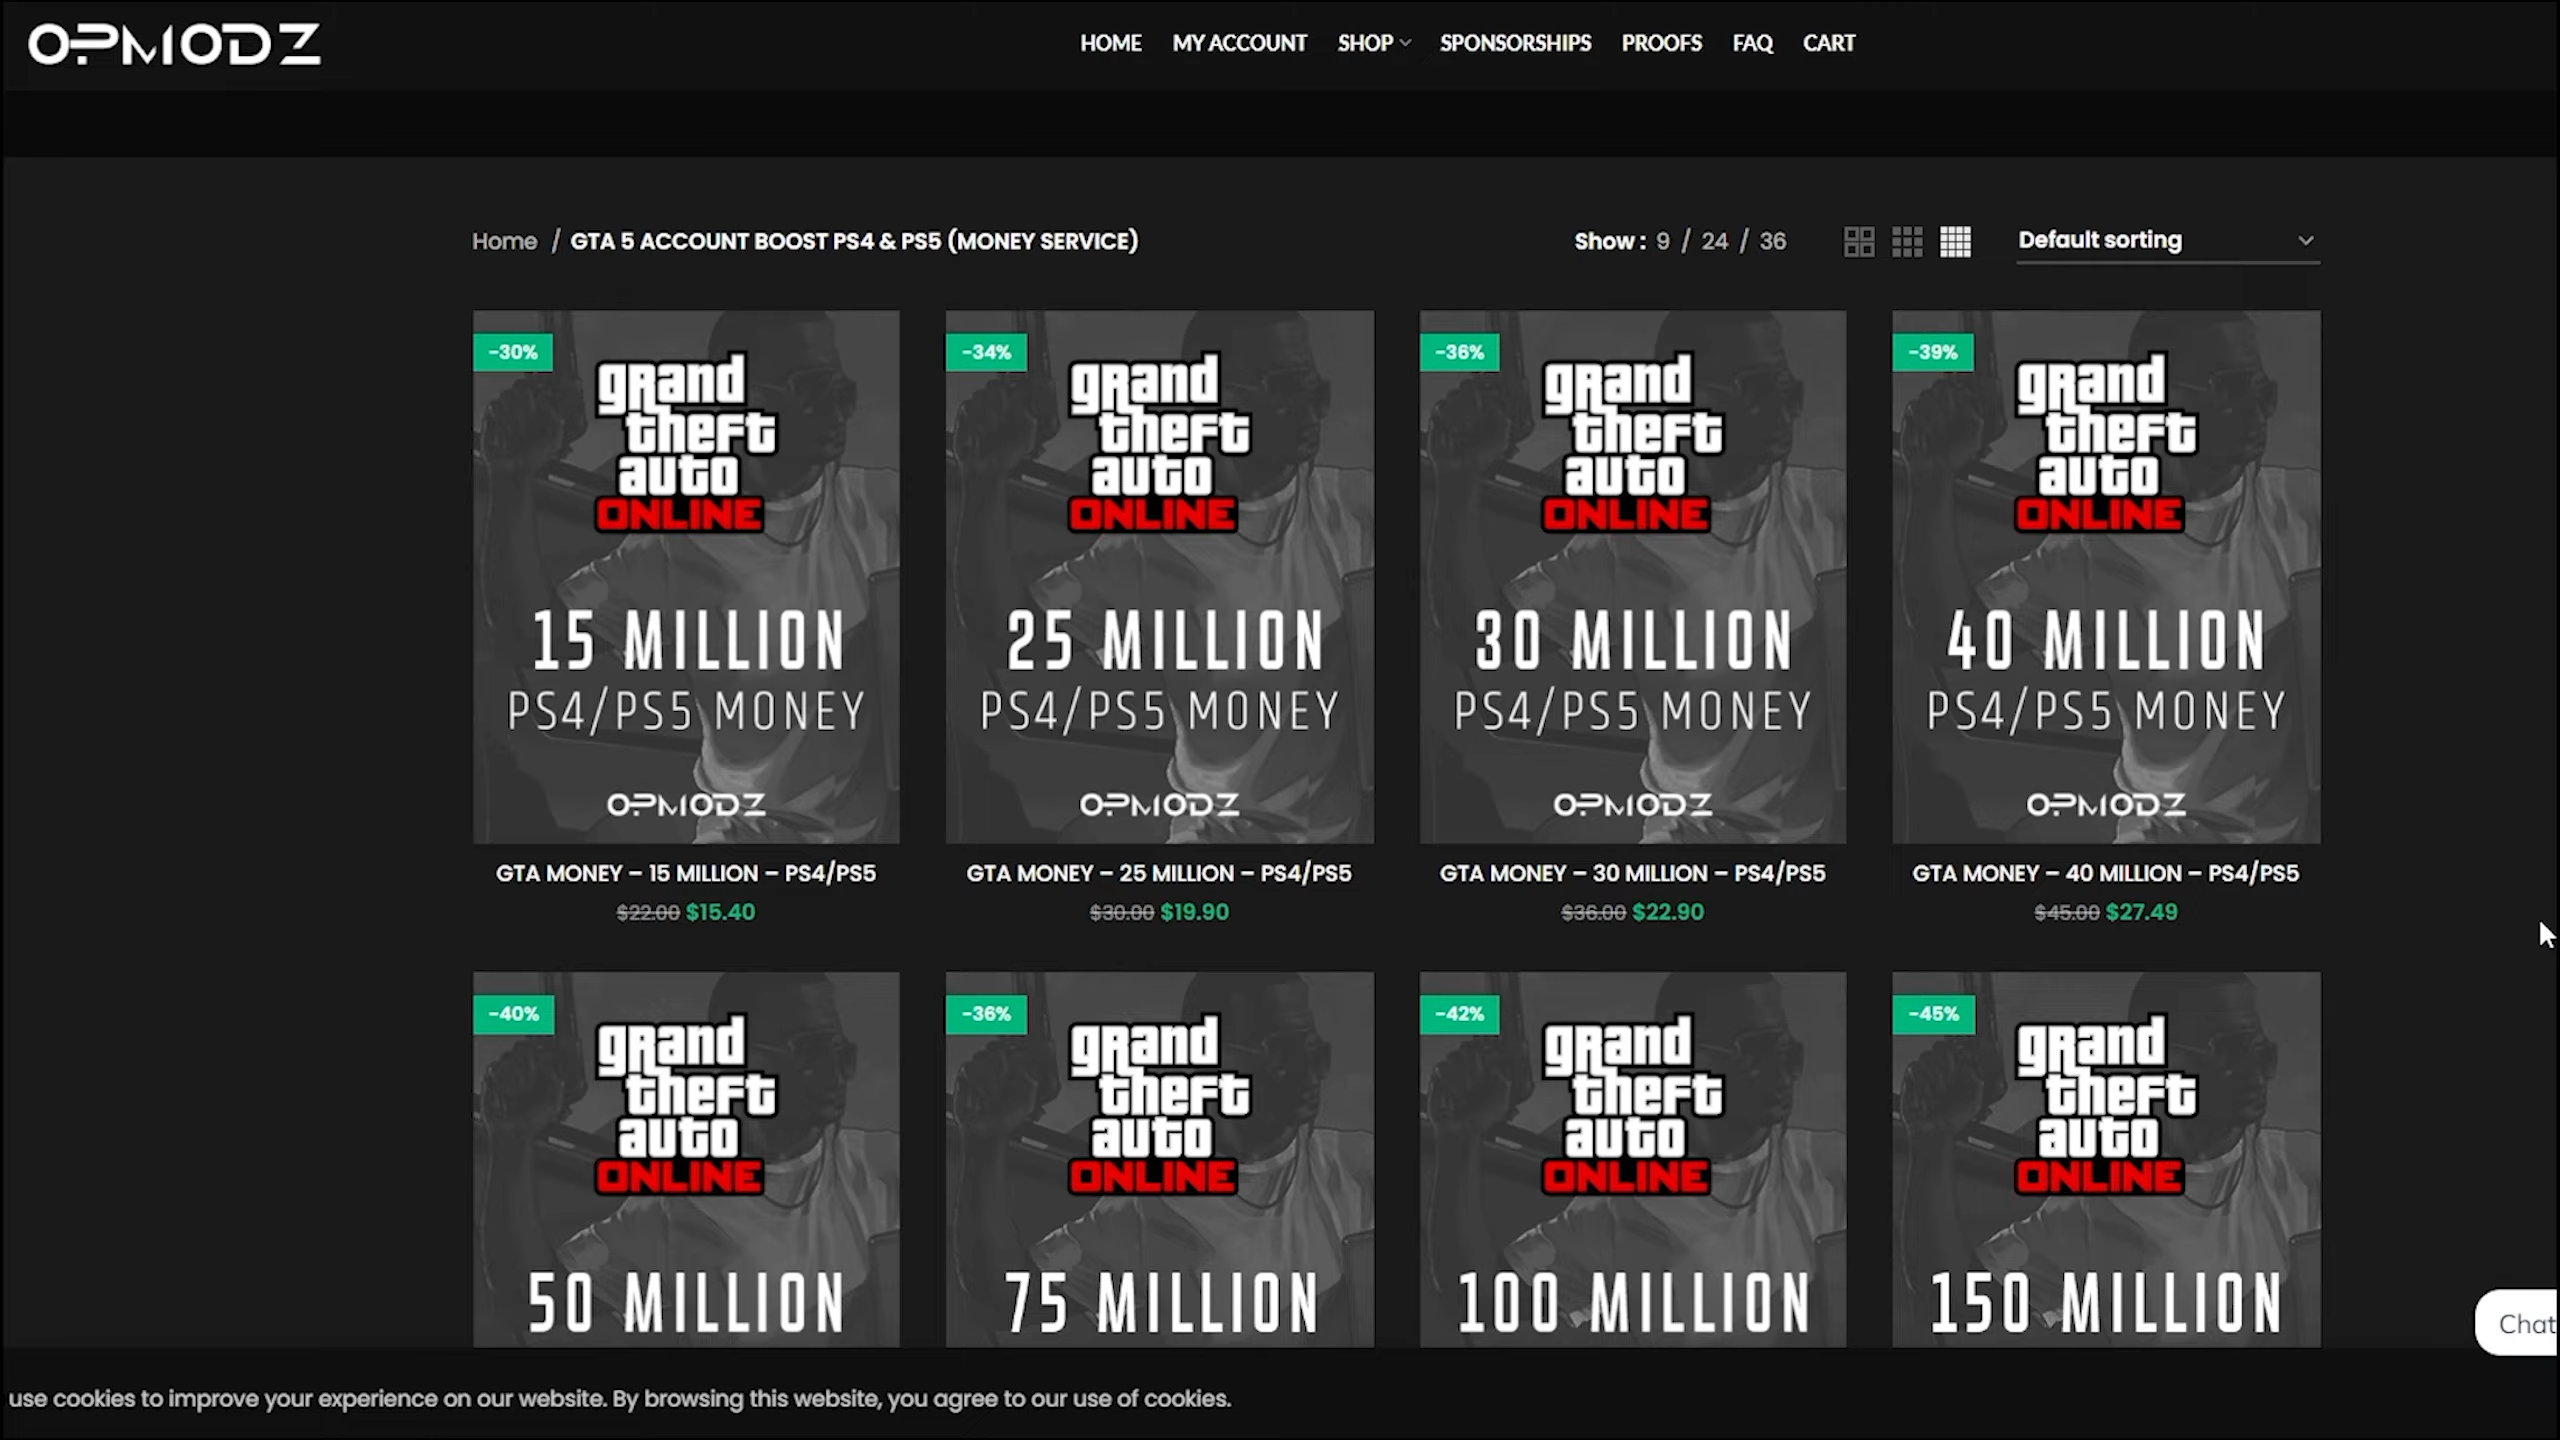 OPMODZ
HOME MY ACCOUNT SHOP SPONSORSHIPS PROOFS FAQ CART
Home / GTA 5 ACCOUNT BOOST PS4 & PS5 (MONEY SERVICE)
Show : 9 / 24 / 36
Default sorting
-30%
grand
theft
auto
ONLINE
15 MILLION
PS4/PS5 MONEY
OPMODZ
GTA MONEY – 15 MILLION – PS4/PS5
$22.00 $15.40
-34%
grand
theft
auto
ONLINE
25 MILLION
PS4/PS5 MONEY
OPMODZ
GTA MONEY – 25 MILLION – PS4/PS5
$30.00 $19.90
-36%
grand
theft
auto
ONLINE
30 MILLION
PS4/PS5 MONEY
OPMODZ
GTA MONEY – 30 MILLION – PS4/PS5
$36.00 $22.90
-39%
grand
theft
auto
ONLINE
40 MILLION
PS4/PS5 MONEY
OPMODZ
GTA MONEY – 40 MILLION – PS4/PS5
$45.00 $27.49
-40%
grand
theft
auto
ONLINE
50 MILLION
-36%
grand
theft
auto
ONLINE
75 MILLION
-42%
grand
theft
auto
ONLINE
100 MILLION
-45%
grand
theft
auto
ONLINE
150 MILLION
Chat
use cookies to improve your experience on our website. By browsing this website, you agree to our use of cookies.